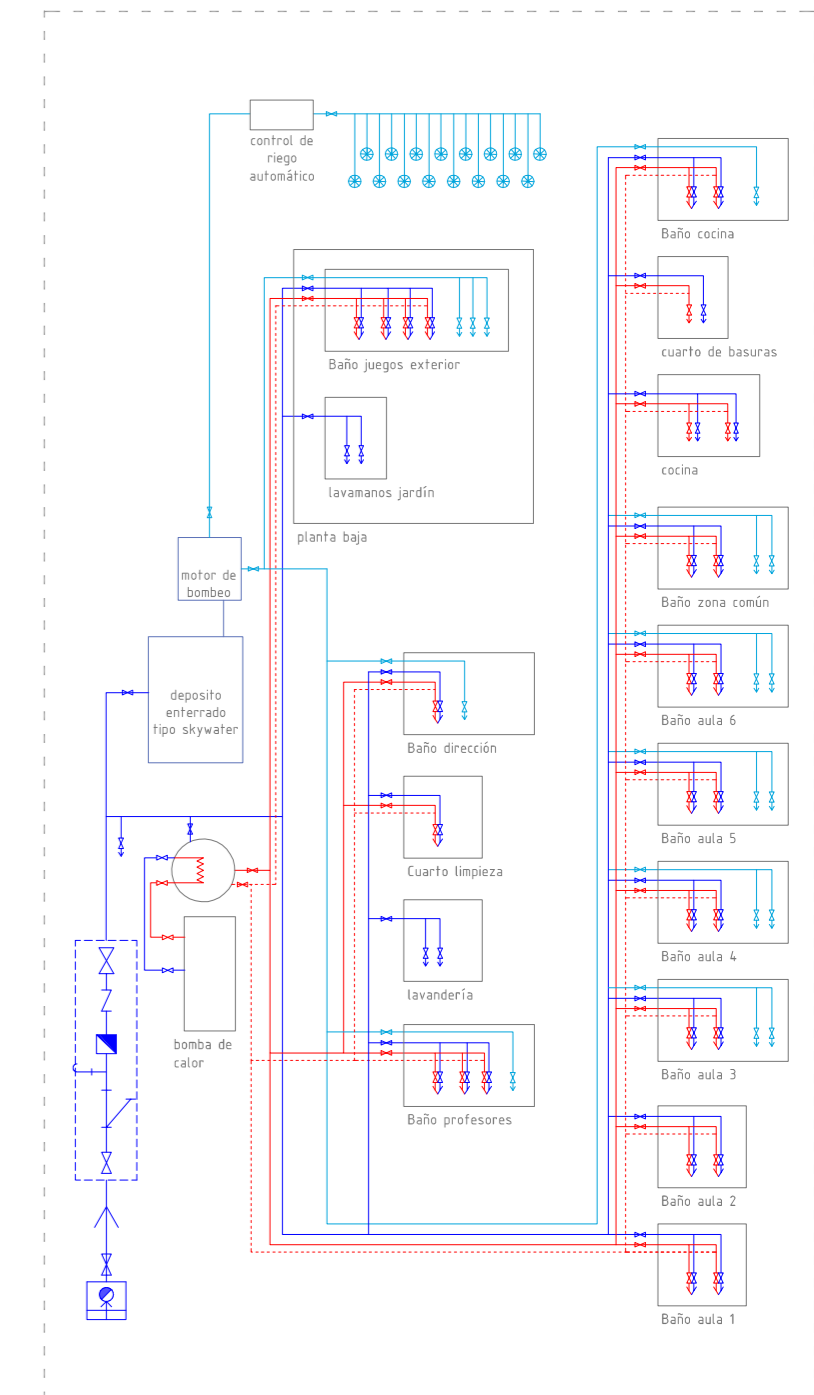 control de
riego
automático
Baño cocina
cuarto de basuras
Baño juegos exterior
cocina
lavamanos jardín
planta baja
motor de
bombeo
Baño zona común
deposito
enterrado
tipo skywater
Baño aula 6
Baño dirección
Baño aula 5
Cuarto limpieza
Baño aula 4
lavandería
bomba de
calor
Baño aula 3
Baño profesores
Baño aula 2
Baño aula 1